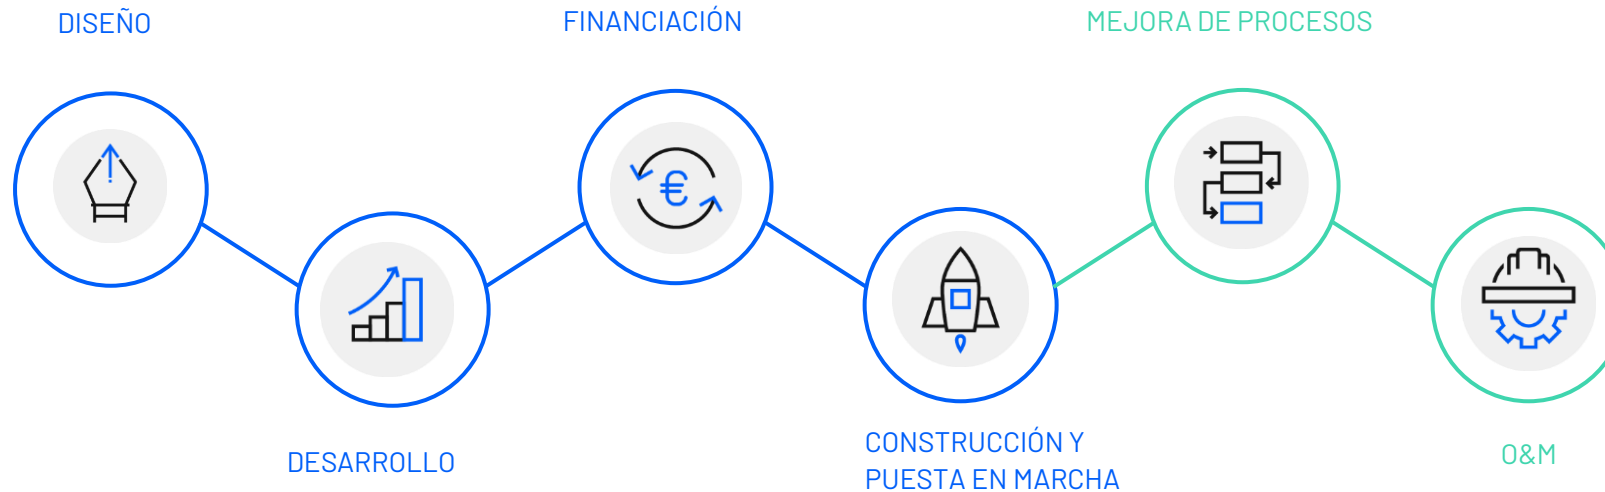 DISEÑO
DESARROLLO
FINANCIACIÓN
€
CONSTRUCCIÓN Y
PUESTA EN MARCHA
MEJORA DE PROCESOS
O&M